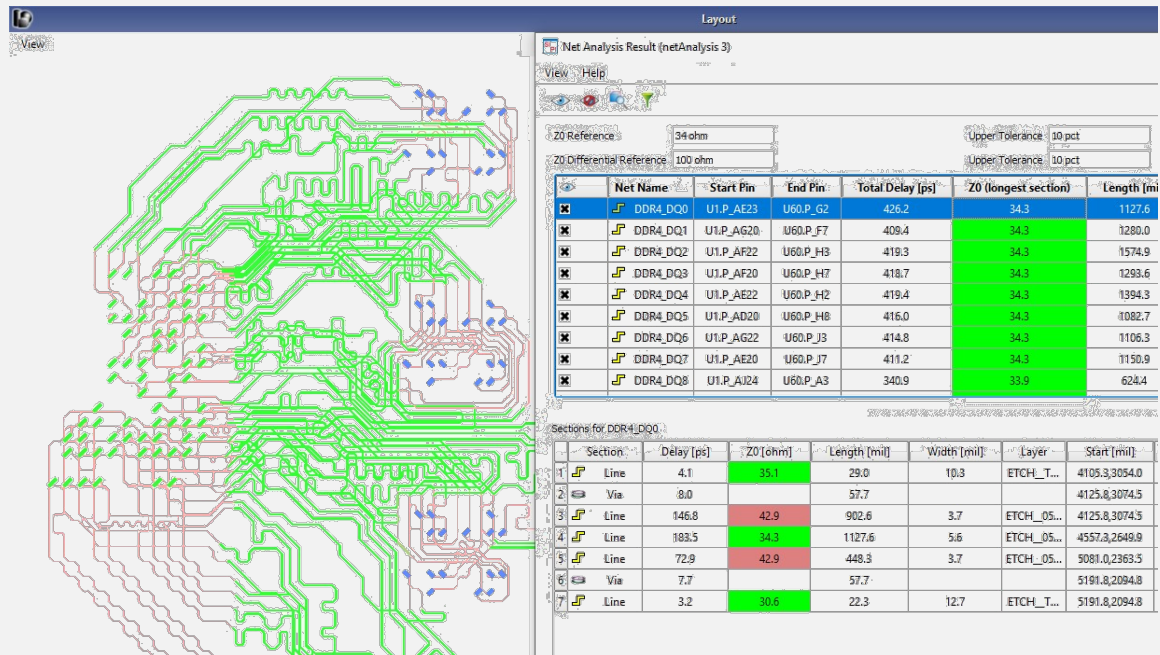 Layout
View
Net Analysis Result (netAnalysis 3)
View Help
Z0 Reference 34 ohm Upper Tolerance 10 pct
Z0 Differential Reference 100 ohm Upper Tolerance 10 pct
Net Name Start Pin End Pin Total Delay [ps] Z0 (longest section) Length [mi
DDR4_DQ0 U1.P_AE23 U60.P_G2 426.2 34.3 1127.6
DDR4_DQ1 U1.P_AG20 U60.P_F7 409.4 34.3 1280.0
DDR4_DQ2 U1.P_AF22 U60.P_H3 419.3 34.3 1574.9
DDR4_DQ3 U1.P_AF20 U60.P_H7 418.7 34.3 1293.6
DDR4_DQ4 U1.P_AE22 U60.P_H2 419.4 34.3 1394.3
DDR4_DQ5 U1.P_AD20 U60.P_H8 416.0 34.3 1082.7
DDR4_DQ6 U1.P_AG22 U60.P_J3 414.8 34.3 1106.3
DDR4_DQ7 U1.P_AE20 U60.P_J7 411.2 34.3 1150.9
DDR4_DQ8 U1.P_AJ24 U60.P_A3 340.9 33.9 624.4
Sections for DDR4_DQ0
Section Delay [ps] Z0 [ohm] Length [mil] Width [mil] Layer Start [mil]
1 Line 4.1 35.1 29.0 10.3 ETCH__T... 4105.3,3054.0
2 Via 8.0 57.7 4125.8,3074.5
3 Line 146.8 42.9 902.6 3.7 ETCH__05... 4125.8,3074.5
4 Line 183.5 34.3 1127.6 5.6 ETCH__05... 4557.3,2649.9
5 Line 72.9 42.9 448.3 3.7 ETCH__05... 5081.0,2363.5
6 Via 7.7 57.7 5191.8,2094.8
7 Line 3.2 30.6 22.3 12.7 ETCH__T... 5191.8,2094.8